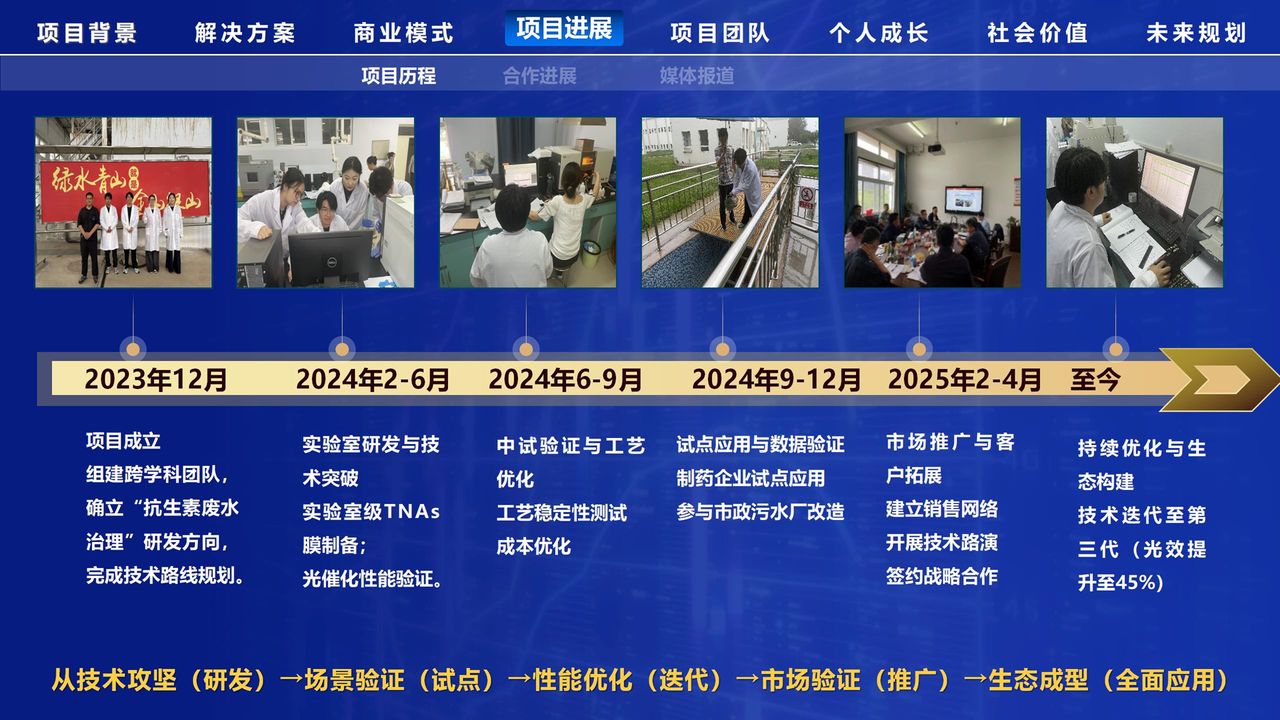 项目背景
解决方案
商业模式
项目进展
项目团队
个人成长
社会价值
未来规划
项目历程
合作进展
媒体报道
绿水青山
2023年12月
2024年2-6月
2024年6-9月
2024年9-12月
2025年2-4月
至今
项目成立
组建跨学科团队，
确立“抗生素废水
治理”研发方向，
完成技术路线规划。
实验室研发与技
术突破
实验室级TNAs
膜制备；
光催化性能验证。
中试验证与工艺
优化
工艺稳定性测试
成本优化
试点应用与数据验证
制药企业试点应用
参与市政污水厂改造
市场推广与客
户拓展
建立销售网络
开展技术路演
签约战略合作
持续优化与生
态构建
技术迭代至第
三代（光效提
升至45%）
从技术攻坚（研发）→场景验证（试点）→性能优化（迭代）→市场验证（推广）→生态成型（全面应用）